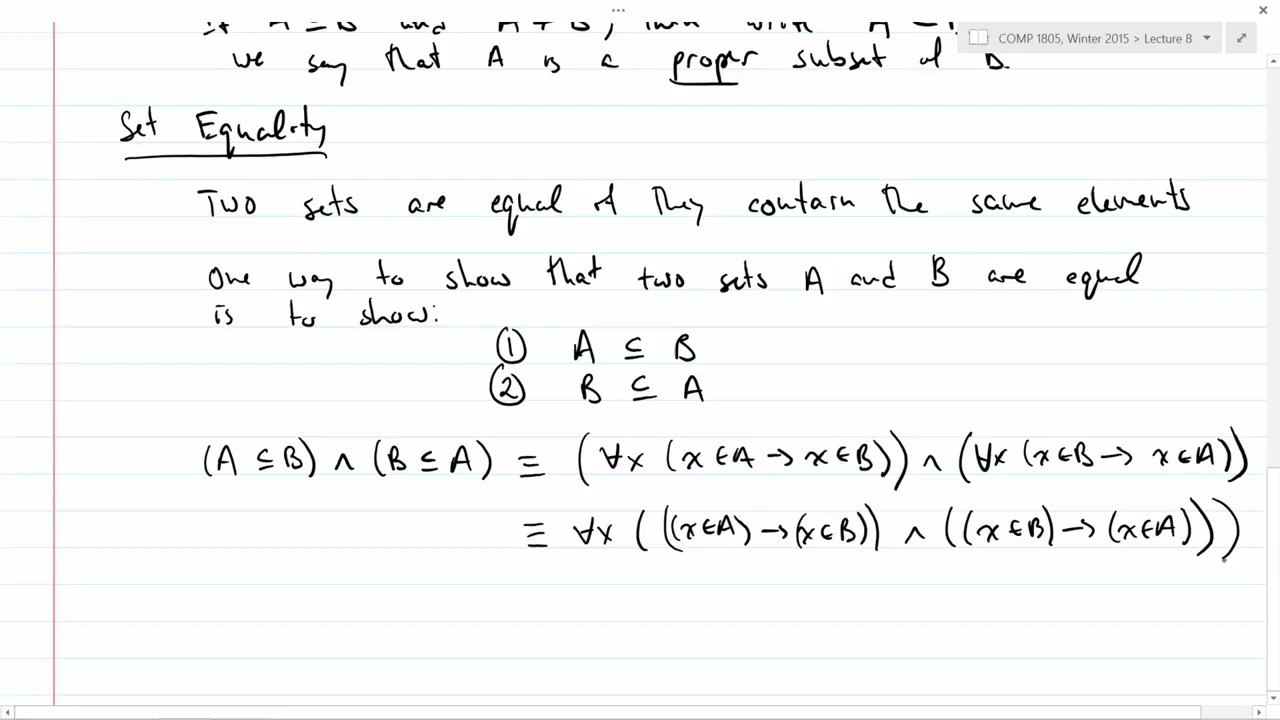 COMP 1805, Winter 2015 > Lecture 8
we say that A is a proper subset of B.
Set Equality
Two sets are equal if they contain the same elements
One way to show that two sets A and B are equal
is to show:
① A ⊆ B
② B ⊆ A
(A ⊆ B) ∧ (B ⊆ A) ≡ (∀x (x∈A → x∈B)) ∧ (∀x (x∈B → x∈A))
≡ ∀x (((x∈A) → (x∈B)) ∧ ((x∈B) → (x∈A)))